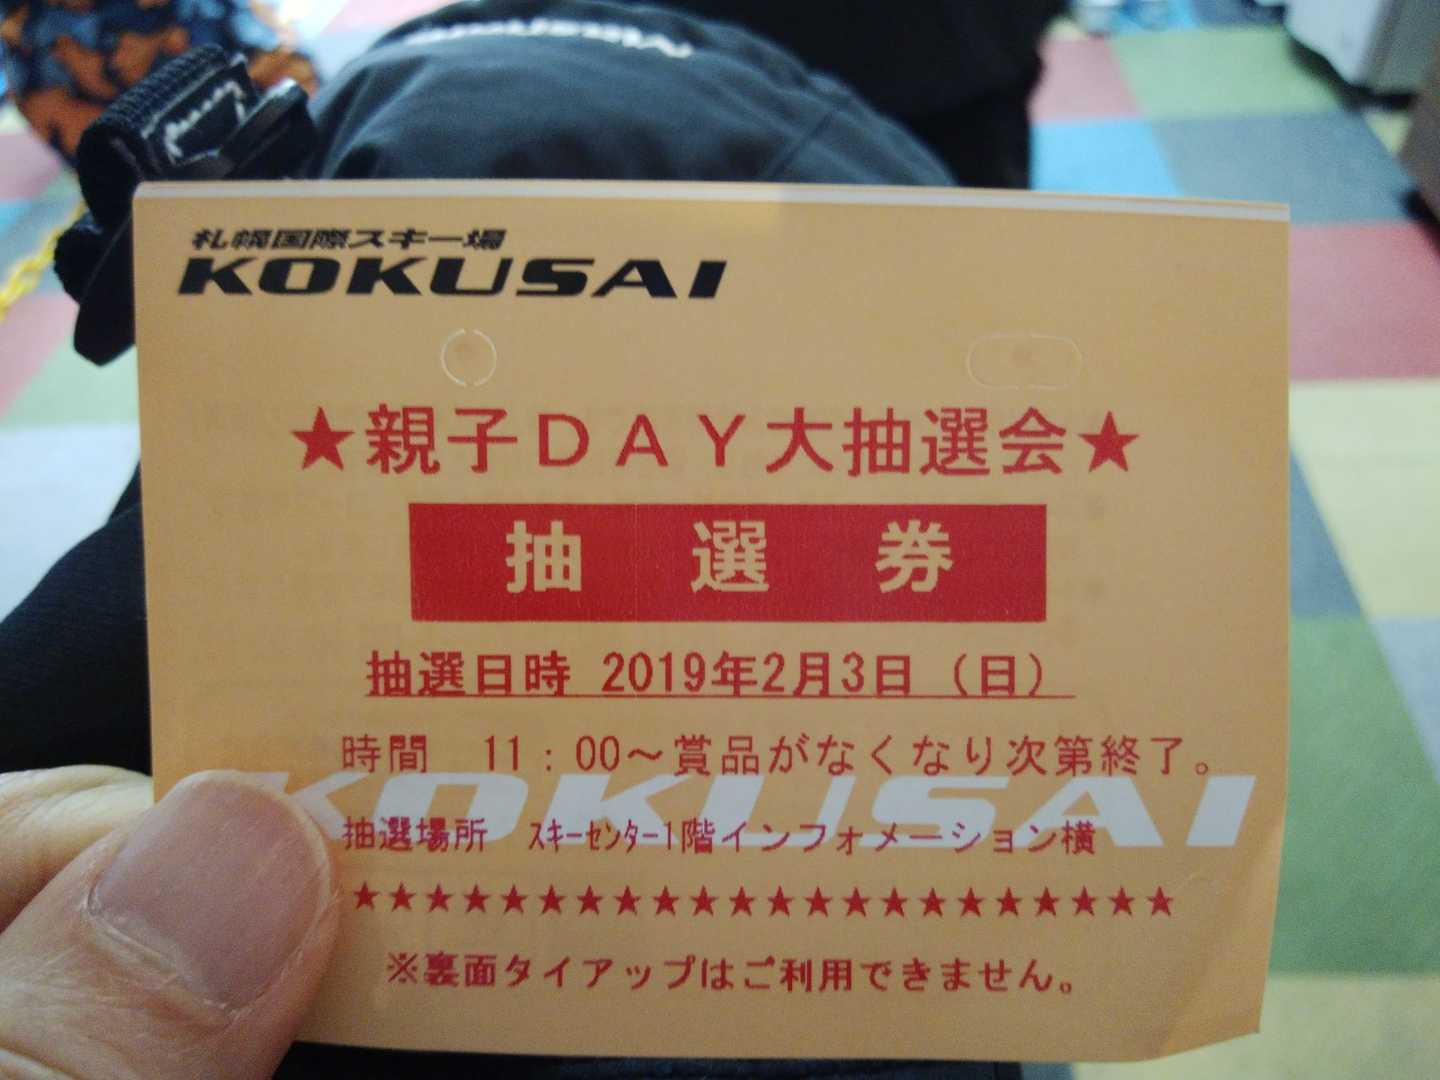 札幌国際スキー場
KOKUSAI
★親子DAY大抽選会★
抽選券
抽選日時 2019年2月3日（日）
時間 11：00～賞品がなくなり次第終了。
KOKUSAI
抽選場所 ｽｷｰｾﾝﾀｰ1階インフォメーション横
★★★★★★★★★★★★★★★★★★★★★★
※裏面タイアップはご利用できません。